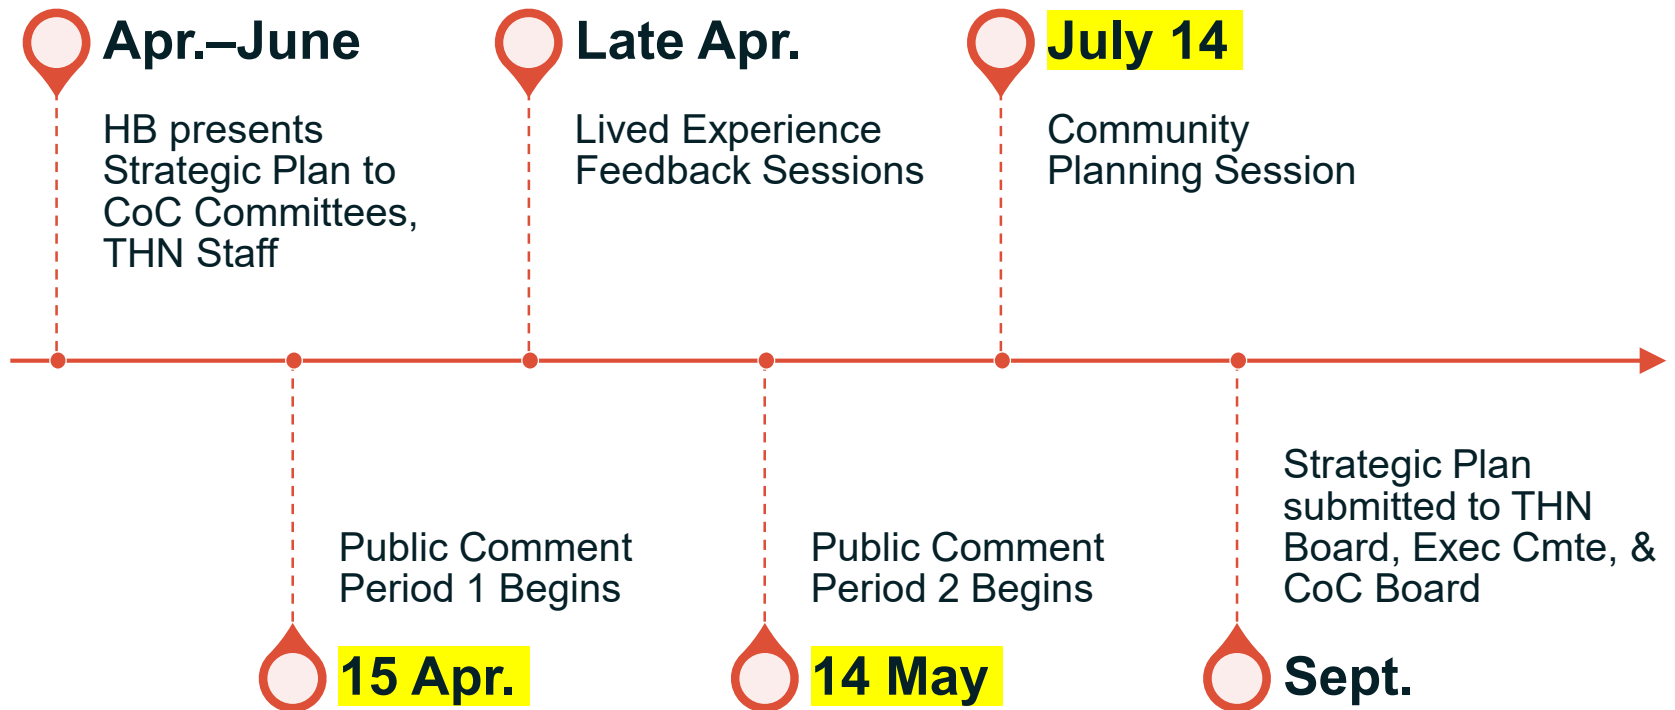 Apr.–June
HB presents
Strategic Plan to
CoC Committees,
THN Staff
Late Apr.
Lived Experience
Feedback Sessions
July 14
Community
Planning Session
Public Comment
Period 1 Begins
15 Apr.
Public Comment
Period 2 Begins
14 May
Strategic Plan
submitted to THN
Board, Exec Cmte, &
CoC Board
Sept.